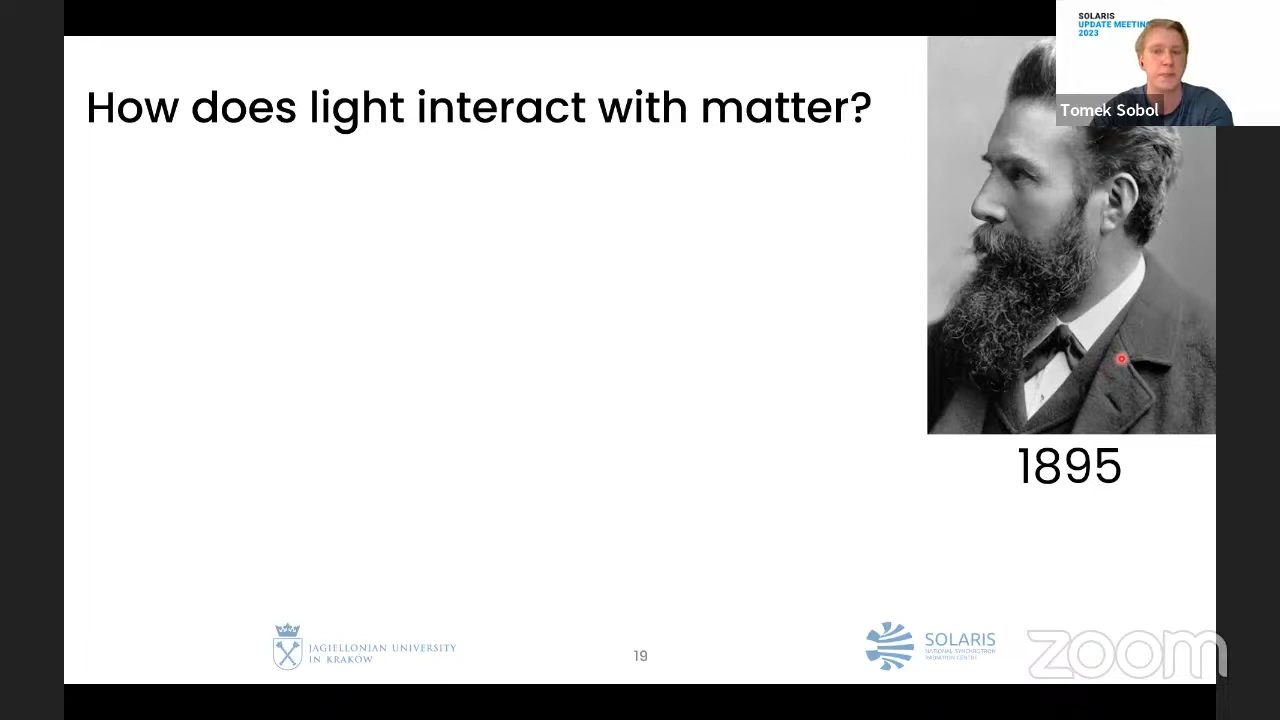 SOLARIS
UPDATE MEETING
2023
Tomek Sobol
How does light interact with matter?
1895
JAGIELLONIAN UNIVERSITY
IN KRAKÓW
19
SOLARIS
NATIONAL SYNCHROTRON
RADIATION CENTRE
zoom